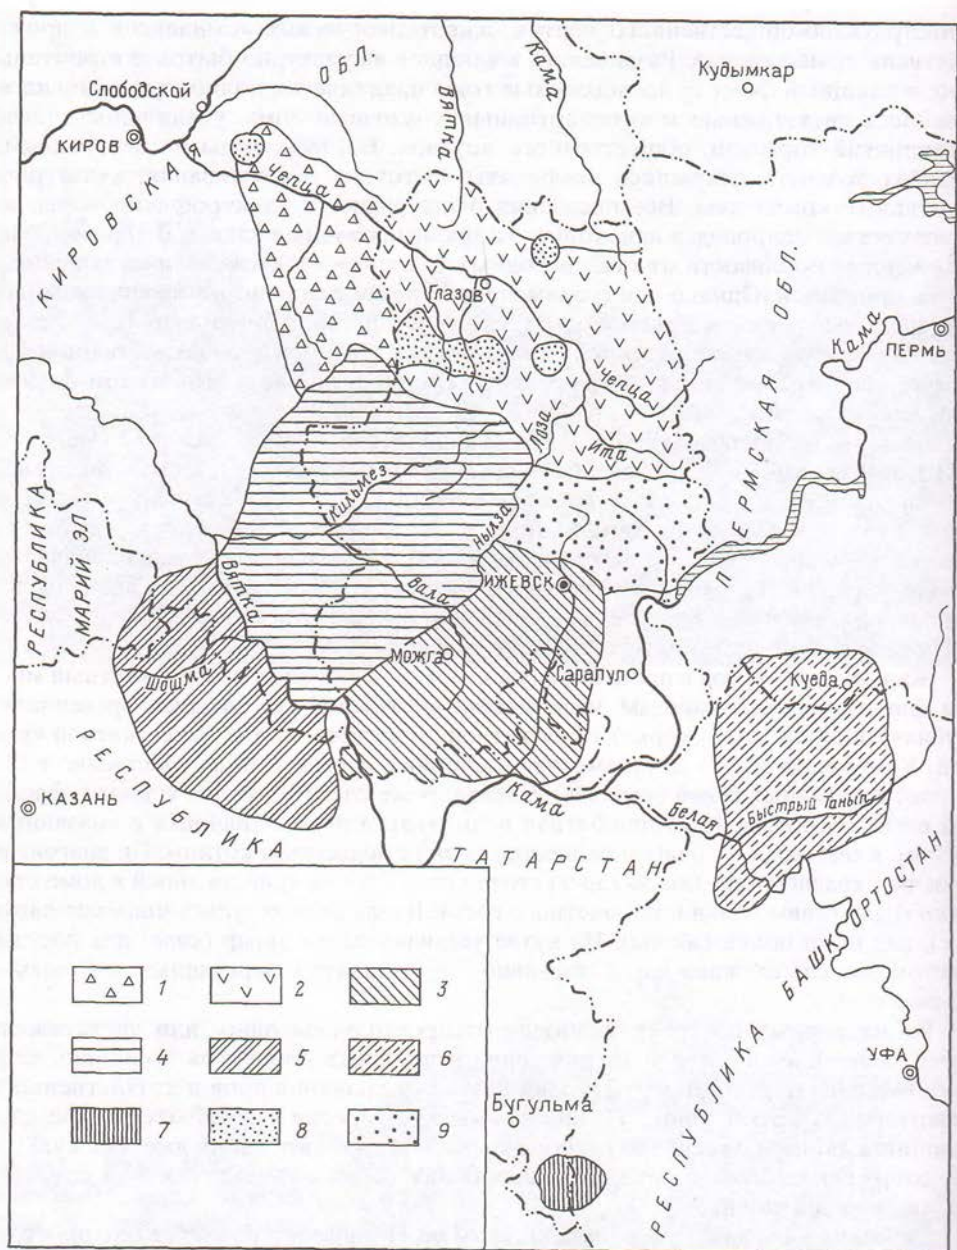 Слободской
КИРОВ
КИРОВСКАЯ
ОБЛ.
Вятка
Кама
Кудымкар
Чепца
Глазов
ПЕРМЬ
Кама
ПЕРМСКАЯ ОБЛ.
Чепца
Лоза
Ита
Кильмез
РЕСПУБЛИКА
МАРИЙ ЭЛ
Вятка
Вала
Ныхза
ИЖЕВСК
Можга
Сарапул
Куеда
Шошма
КАЗАНЬ
Кама
Белая
Быстрый Танып
РЕСПУБЛИКА
ТАТАРСТАН
БАШКОРТОСТАН
РЕСПУБЛИКА
УФА
Бугульма
1 2 3
4 5 6
7 8 9